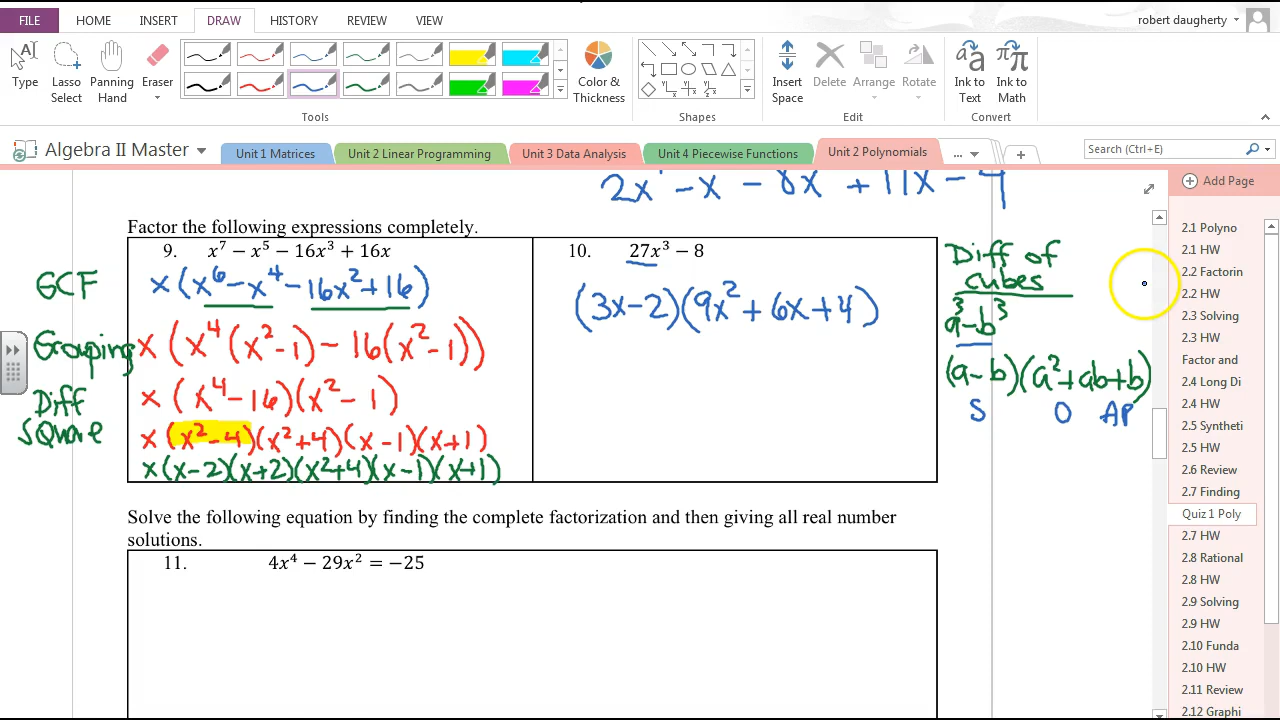 robert daugherty
FILE HOME INSERT DRAW HISTORY REVIEW VIEW
Type Lasso Select Panning Hand Eraser Color & Thickness Insert Space Delete Arrange Rotate Ink to Text Ink to Math
Tools Shapes Edit Convert
Algebra II Master Unit 1 Matrices Unit 2 Linear Programming Unit 3 Data Analysis Unit 4 Piecewise Functions Unit 2 Polynomials ... + Search (Ctrl+E)
Add Page
2.1 Polyno
2.1 HW
2.2 Factorin
2.2 HW
2.3 Solving
2.3 HW
Factor and
2.4 Long Di
2.4 HW
2.5 Syntheti
2.5 HW
2.6 Review
2.7 Finding
Quiz 1 Poly
2.7 HW
2.8 Rational
2.8 HW
2.9 Solving
2.9 HW
2.10 Funda
2.10 HW
2.11 Review
2.12 Graphi
Factor the following expressions completely.
9. x⁷ − x⁵ − 16x³ + 16x
GCF x(x⁶ − x⁴ − 16x² + 16)
Grouping x(x⁴(x² − 1) − 16(x² − 1))
Diff x(x⁴ − 16)(x² − 1)
Square x(x² − 4)(x² + 4)(x − 1)(x + 1)
x(x − 2)(x + 2)(x² + 4)(x − 1)(x + 1)
10. 27x³ − 8
(3x − 2)(9x² + 6x + 4)
Diff of
cubes
a³ − b³
(a − b)(a² + ab + b)
S O AP
Solve the following equation by finding the complete factorization and then giving all real number
solutions.
11. 4x⁴ − 29x² = −25